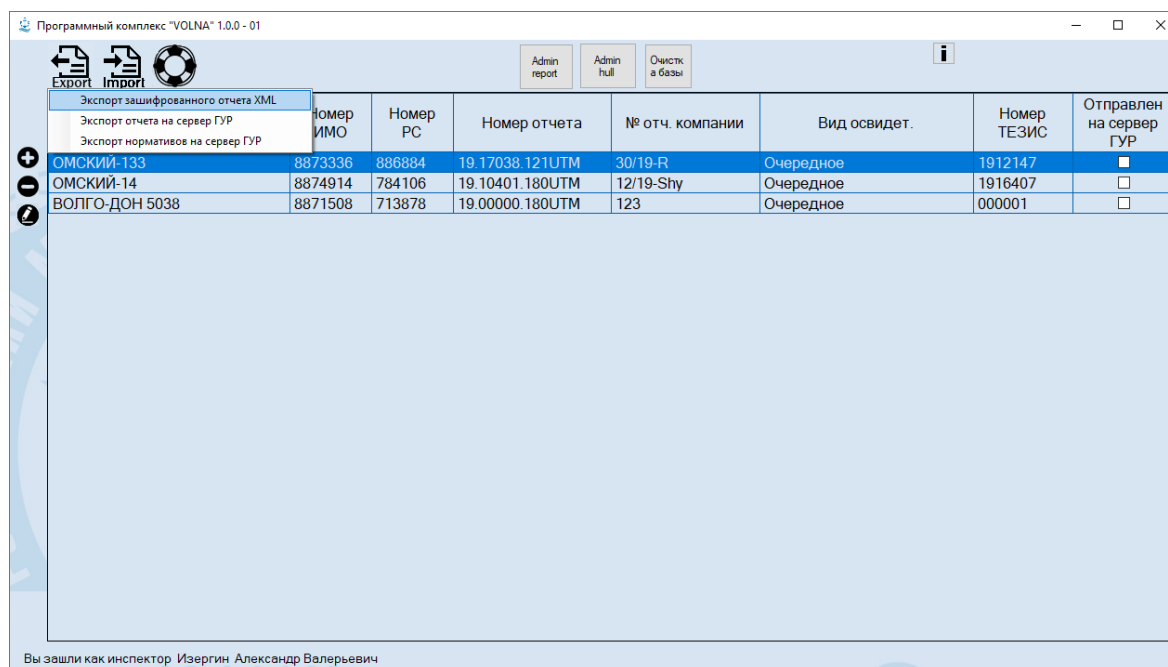 Программный комплекс "VOLNA" 1.0.0 - 01
Export
Import
Admin
report
Admin
hull
Очистк
а базы
i
Экспорт зашифрованного отчета XML
Экспорт отчета на сервер ГУР
Экспорт нормативов на сервер ГУР
Номер
ИМО
Номер
РС
Номер отчета
№ отч. компании
Вид освидет.
Номер
ТЕЗИС
Отправлен
на сервер
ГУР
ОМСКИЙ-133 8873336 886884 19.17038.121UTM 30/19-R Очередное 1912147
ОМСКИЙ-14 8874914 784106 19.10401.180UTM 12/19-Shy Очередное 1916407
ВОЛГО-ДОН 5038 8871508 713878 19.00000.180UTM 123 Очередное 000001
Вы зашли как инспектор Изергин Александр Валерьевич